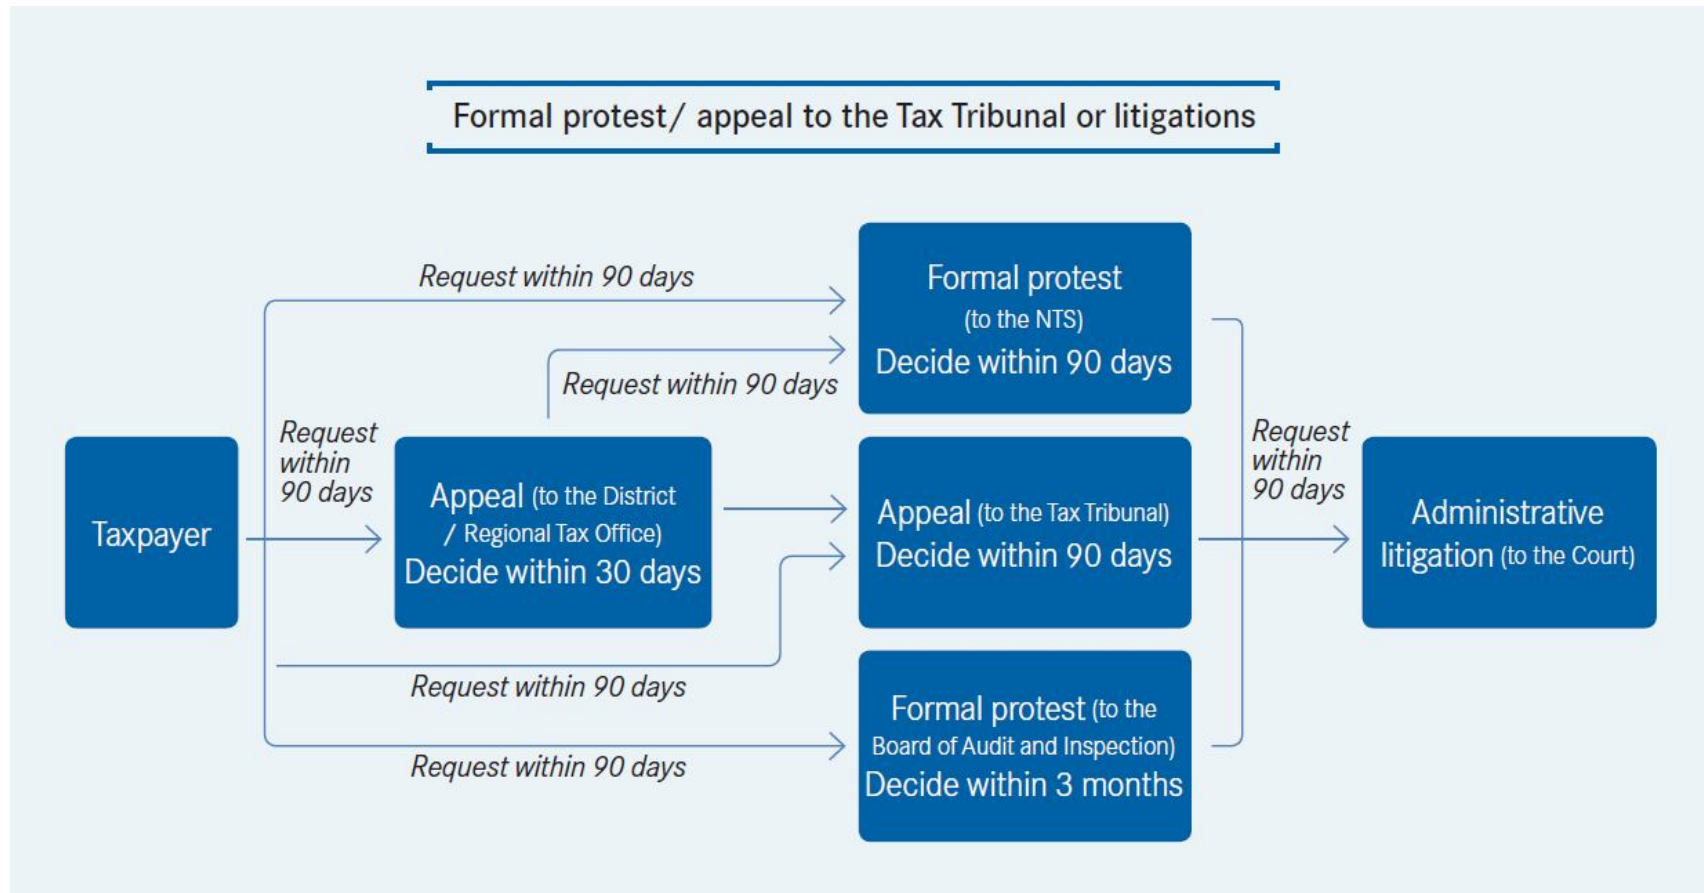 Formal protest/ appeal to the Tax Tribunal or litigations
Request within 90 days
Formal protest
(to the NTS)
Decide within 90 days
Request within 90 days
Taxpayer
Request
within
90 days
Appeal (to the District
/ Regional Tax Office)
Decide within 30 days
Appeal (to the Tax Tribunal)
Decide within 90 days
Request
within
90 days
Administrative
litigation (to the Court)
Request within 90 days
Request within 90 days
Formal protest (to the
Board of Audit and Inspection)
Decide within 3 months